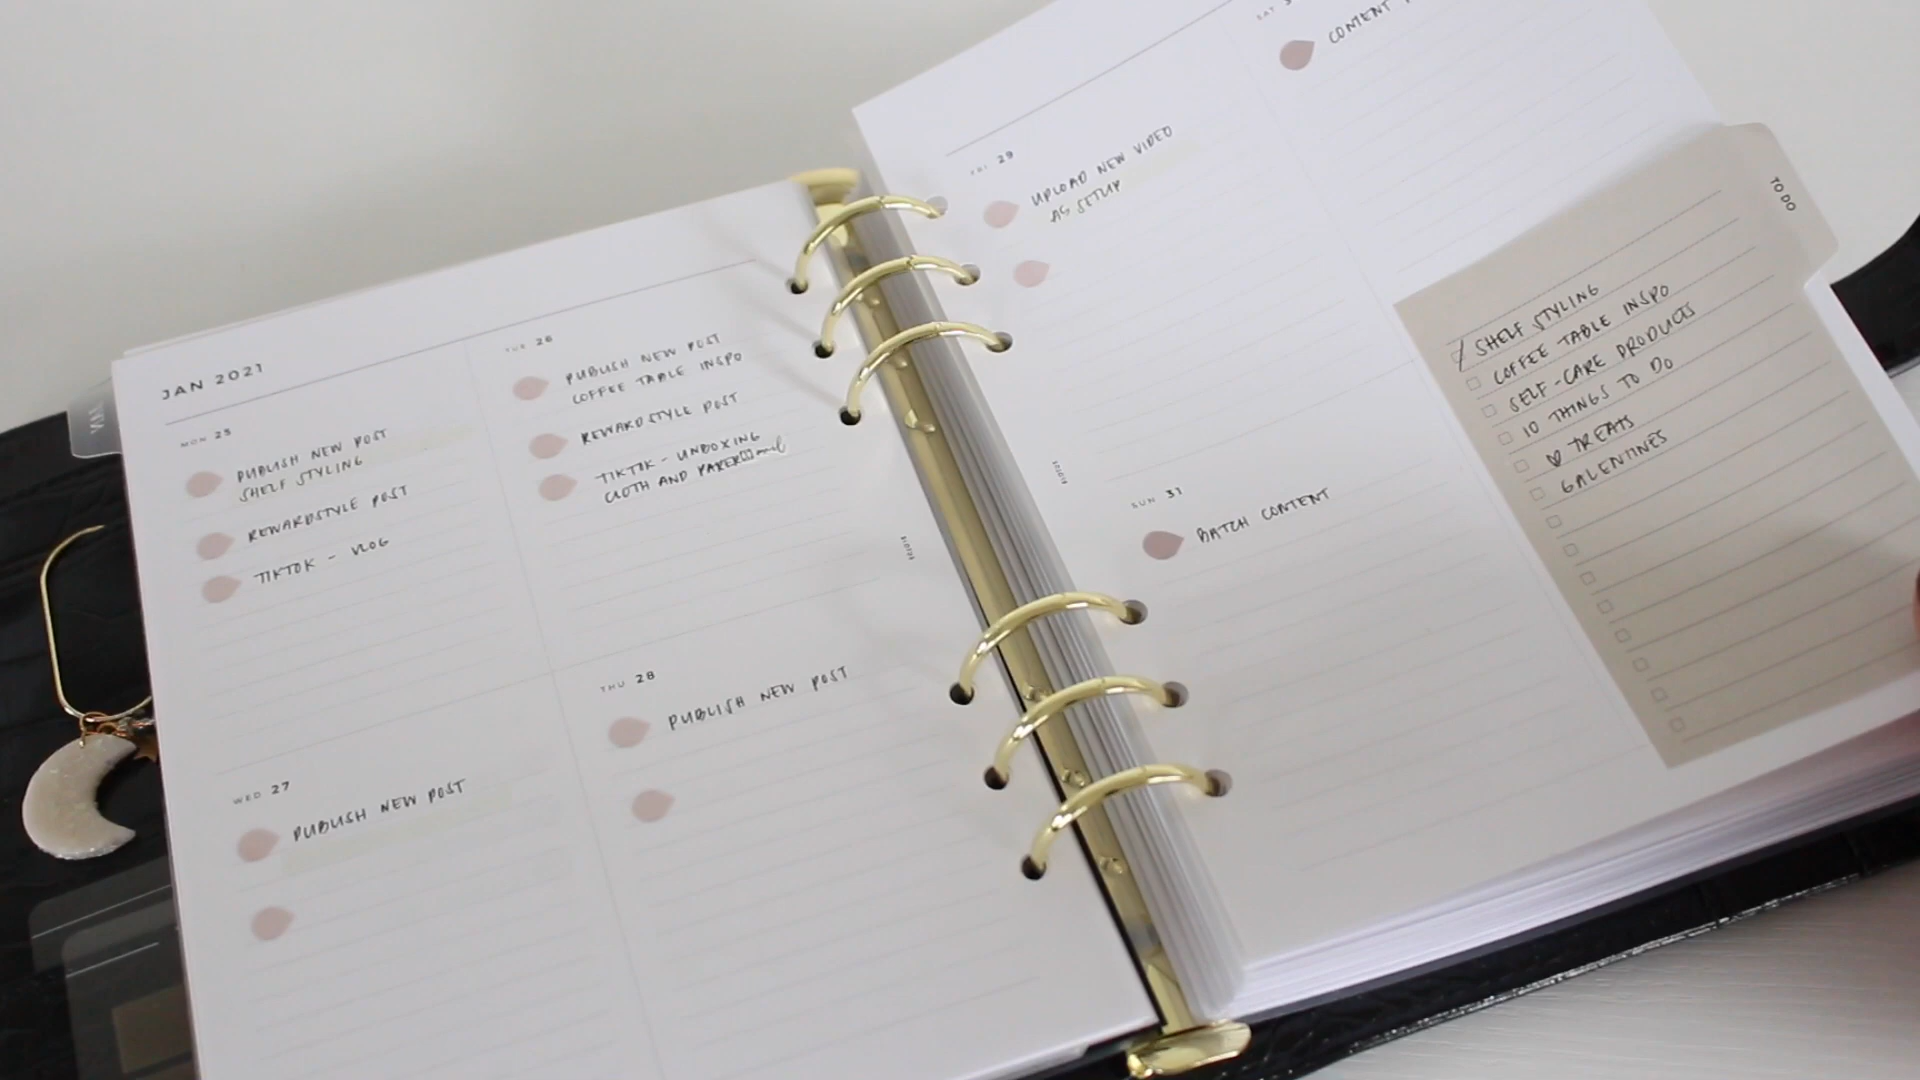 JAN 2021
MON 25
PUBLISH NEW POST
SHELF STYLING
REWARDSTYLE POST
TIKTOK - VLOG
TUE 26
PUBLISH NEW POST
COFFEE TABLE INSPO
REWARDSTYLE POST
TIKTOK - UNBOXING
CLOTH AND PAPER
WED 27
PUBLISH NEW POST
THU 28
PUBLISH NEW POST
FRI 29
UPLOAD NEW VIDEO
A5 SETUP
SAT
CONTENT
SUN 31
BATCH CONTENT
TO DO
SHELF STYLING
COFFEE TABLE INSPO
SELF-CARE PRODUCTS
10 THINGS TO DO
♡ TREATS
GALENTINES